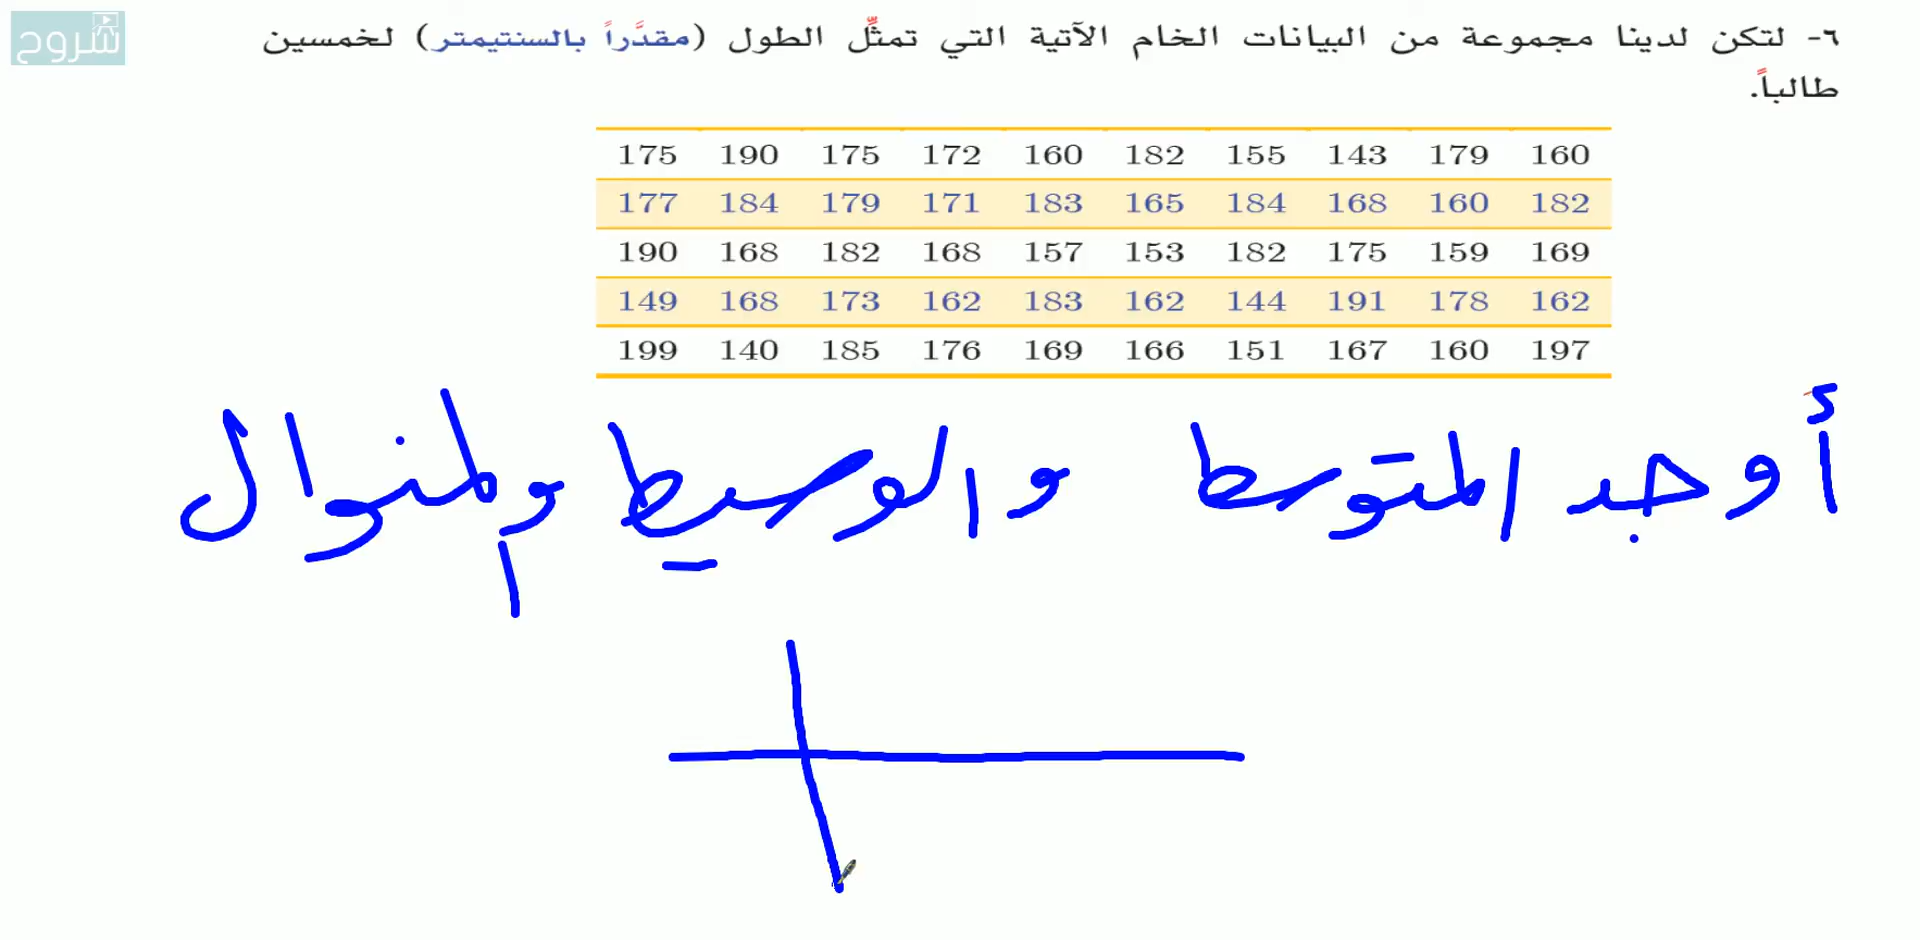 شروح
٦- لتكن لدينا مجموعة من البيانات الخام الآتية التي تمثِّل الطول (مقدَّراً بالسنتيمتر) لخمسين
طالباً.
175 190 175 172 160 182 155 143 179 160
177 184 179 171 183 165 184 168 160 182
190 168 182 168 157 153 182 175 159 169
149 168 173 162 183 162 144 191 178 162
199 140 185 176 169 166 151 167 160 197
أوجد المتوسط والوسيط والمنوال